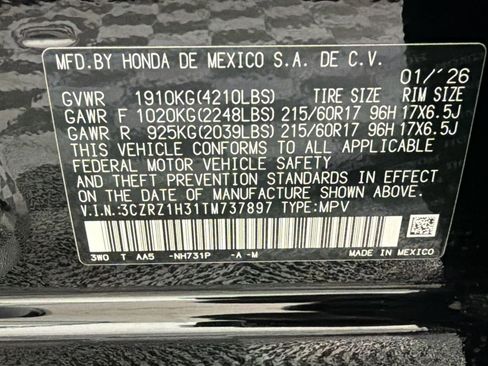 MFD.BY HONDA DE MEXICO S.A. DE C.V.
01/´26
GVWR 1910KG(4210LBS) TIRE SIZE RIM SIZE
GAWR F 1020KG(2248LBS) 215/60R17 96H 17X6.5J
GAWR R 925KG(2039LBS) 215/60R17 96H 17X6.5J
THIS VEHICLE CONFORMS TO ALL APPLICABLE
FEDERAL MOTOR VEHICLE SAFETY
AND THEFT PREVENTION STANDARDS IN EFFECT
ON THE DATE OF MANUFACTURE SHOWN ABOVE.
V.I.N.:3CZRZ1H31TM737897 TYPE:MPV
3W0 T AA5 -NH731P -A -M MADE IN MEXICO